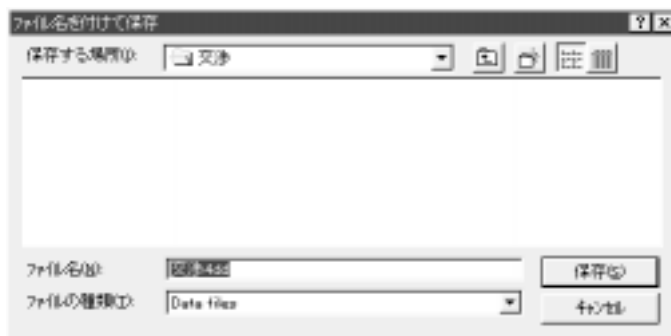 ファイル名を付けて保存
保存する場所(I): 交渉
ファイル名(N):
保存(S)
ファイルの種類(T): Data files
キャンセル